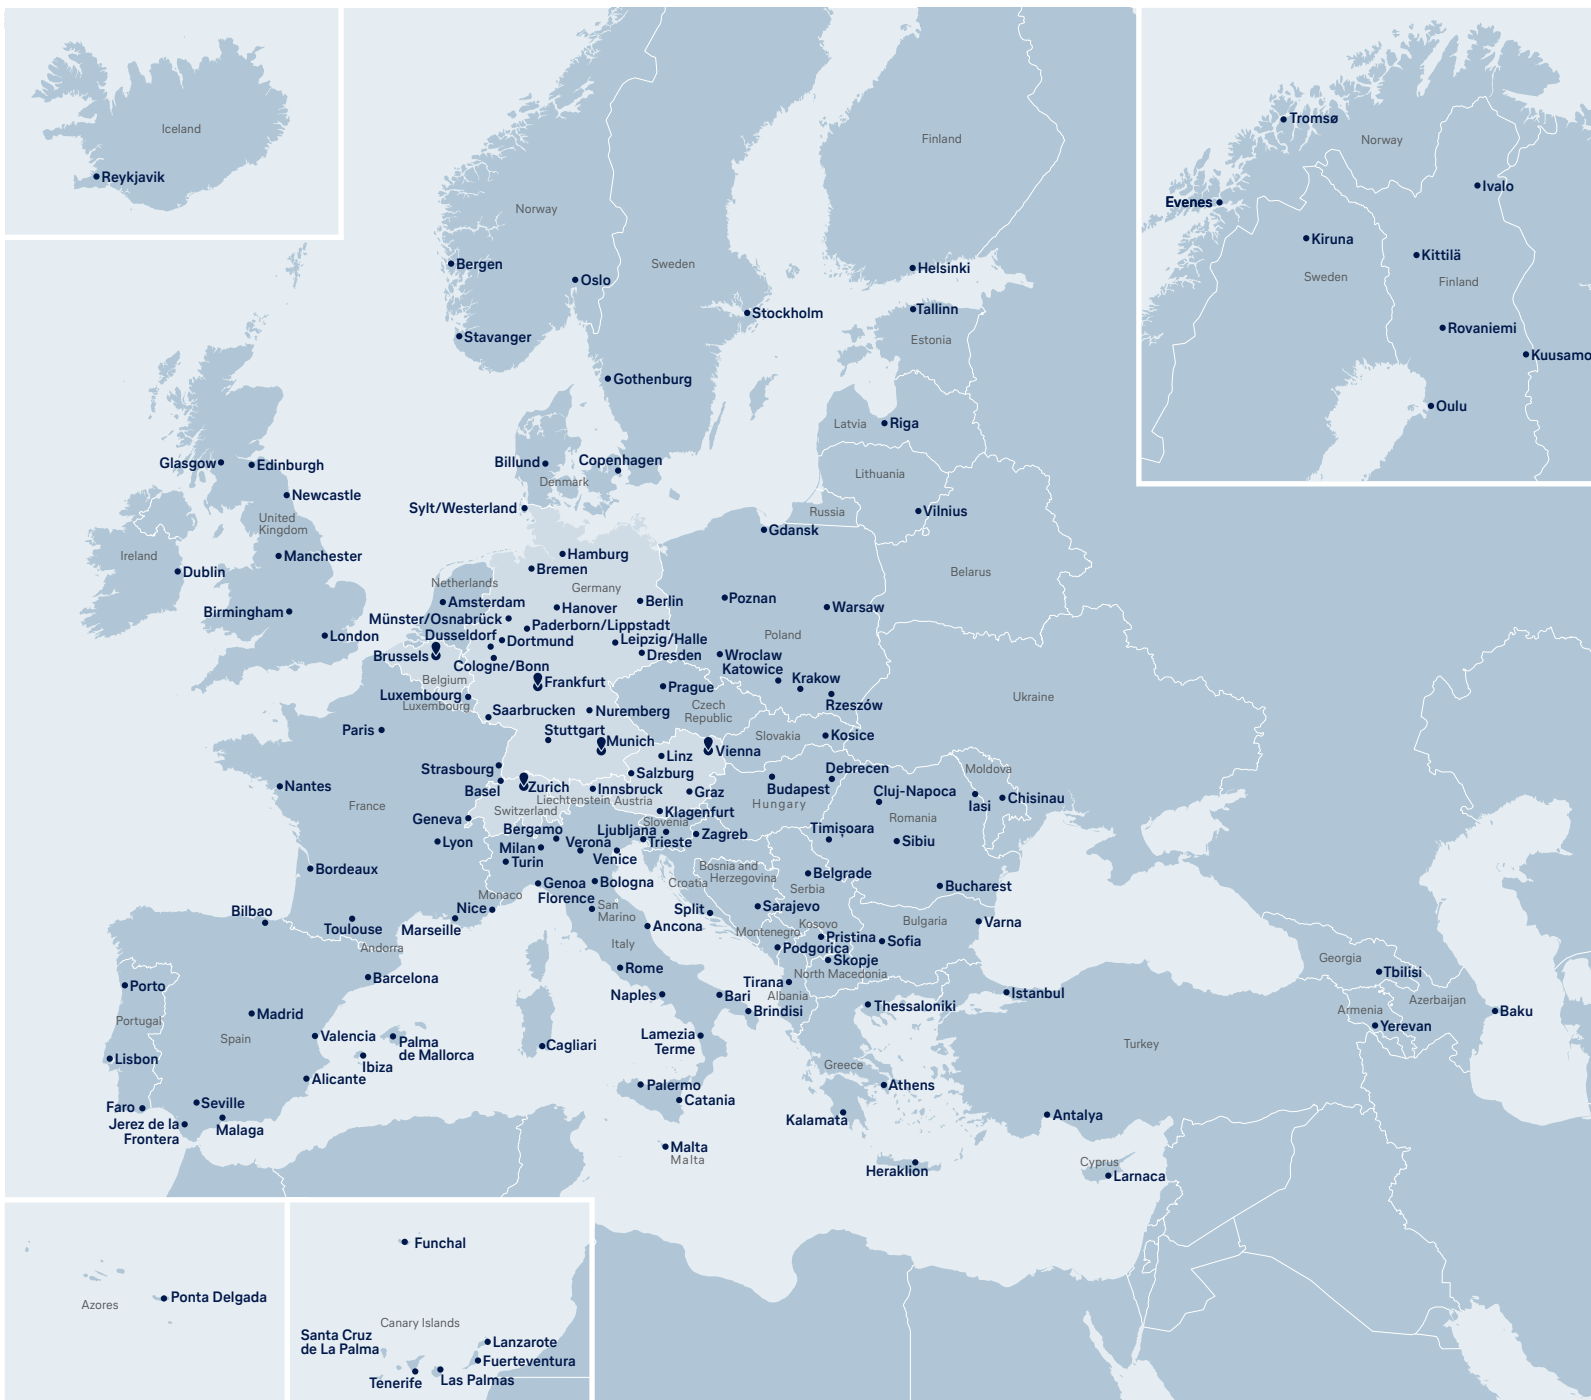 Iceland
Reykjavik
Tromsø
Norway
Ivalo
Evenes
Kiruna
Kittilä
Sweden
Finland
Rovaniemi
Kuusamo
Oulu
Finland
Norway
Sweden
Bergen
Oslo
Helsinki
Stavanger
Stockholm
Tallinn
Estonia
Gothenburg
Latvia
Riga
Glasgow
Edinburgh
Billund
Copenhagen
Denmark
Lithuania
Newcastle
Sylt/Westerland
Russia
Vilnius
United
Kingdom
Gdansk
Ireland
Manchester
Hamburg
Dublin
Bremen
Belarus
Netherlands
Germany
Birmingham
Amsterdam
Hanover
Berlin
Poznan
Warsaw
Münster/Osnabrück
Paderborn/Lippstadt
London
Dusseldorf
Dortmund
Leipzig/Halle
Poland
Brussels
Dresden
Wroclaw
Cologne/Bonn
Katowice
Belgium
Frankfurt
Prague
Krakow
Luxembourg
Luxembourg
Czech
Republic
Rzeszów
Ukraine
Saarbrucken
Nuremberg
Paris
Stuttgart
Munich
Vienna
Slovakia
Kosice
Linz
Strasbourg
Salzburg
Debrecen
Moldova
Nantes
Basel
Zurich
Innsbruck
Graz
Budapest
Cluj-Napoca
Iasi
Chisinau
France
Liechtenstein
Austria
Hungary
Switzerland
Klagenfurt
Romania
Geneva
Slovenia
Bergamo
Ljubljana
Zagreb
Timișoara
Lyon
Milan
Verona
Trieste
Sibiu
Turin
Venice
Bordeaux
Bosnia and
Herzegovina
Belgrade
Genoa
Bologna
Croatia
Serbia
Bucharest
Monaco
Florence
Bilbao
Nice
San
Marino
Split
Sarajevo
Toulouse
Marseille
Ancona
Montenegro
Kosovo
Bulgaria
Varna
Andorra
Italy
Pristina
Sofia
Podgorica
Skopje
Georgia
Barcelona
Rome
North Macedonia
Tbilisi
Porto
Tirana
Naples
Bari
Albania
Istanbul
Azerbaijan
Madrid
Brindisi
Thessaloniki
Armenia
Baku
Portugal
Spain
Valencia
Palma
de Mallorca
Lamezia
Terme
Yerevan
Cagliari
Turkey
Lisbon
Ibiza
Greece
Alicante
Palermo
Athens
Faro
Seville
Catania
Kalamata
Antalya
Jerez de la
Frontera
Malaga
Malta
Malta
Heraklion
Cyprus
Larnaca
Azores
Ponta Delgada
Funchal
Canary Islands
Santa Cruz
de La Palma
Lanzarote
Fuerteventura
Tenerife
Las Palmas